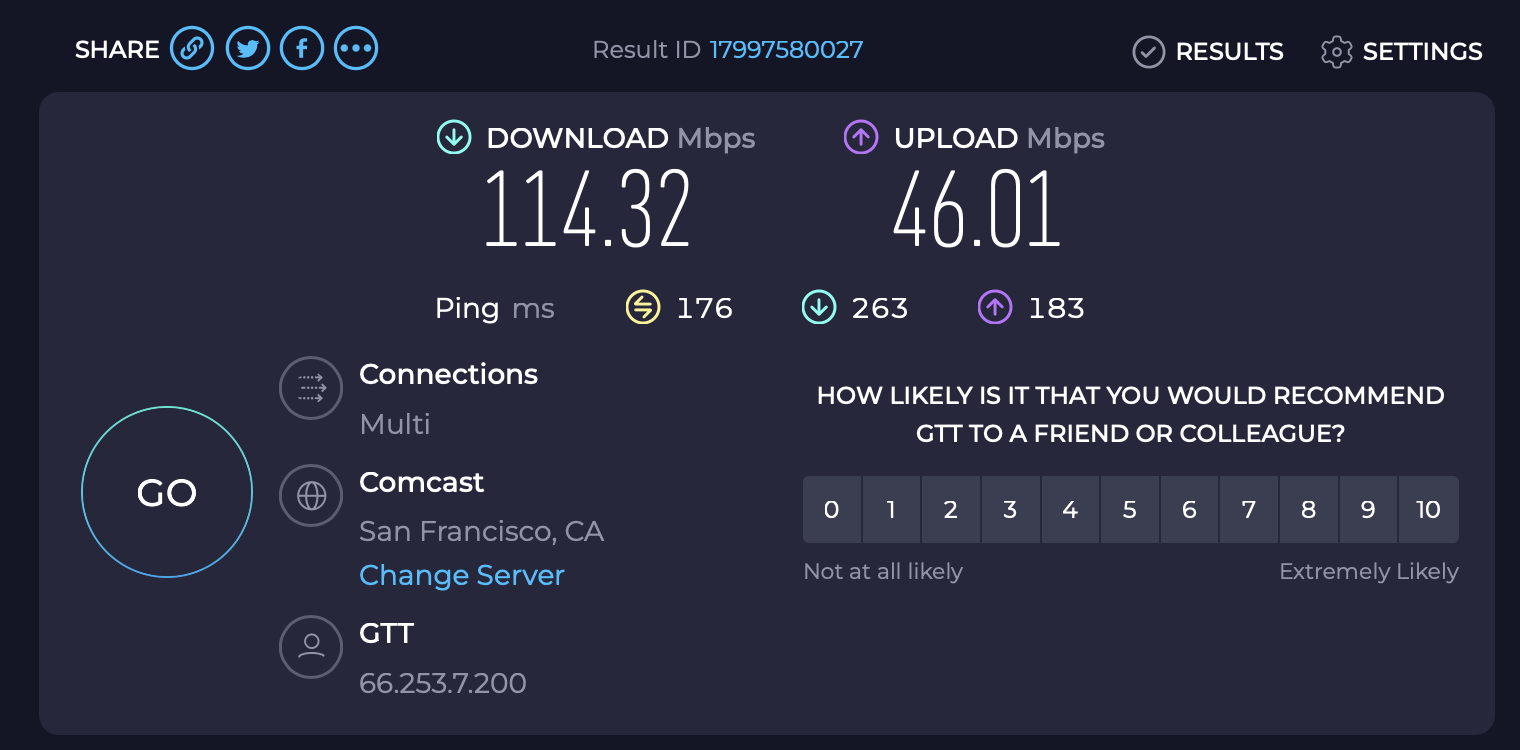 SHARE Result ID 17997580027 RESULTS SETTINGS
DOWNLOAD Mbps UPLOAD Mbps
114.32 46.01
Ping ms 176 263 183
Connections
Multi
Comcast
San Francisco, CA
Change Server
GTT
66.253.7.200
GO
HOW LIKELY IS IT THAT YOU WOULD RECOMMEND
GTT TO A FRIEND OR COLLEAGUE?
0 1 2 3 4 5 6 7 8 9 10
Not at all likely Extremely Likely